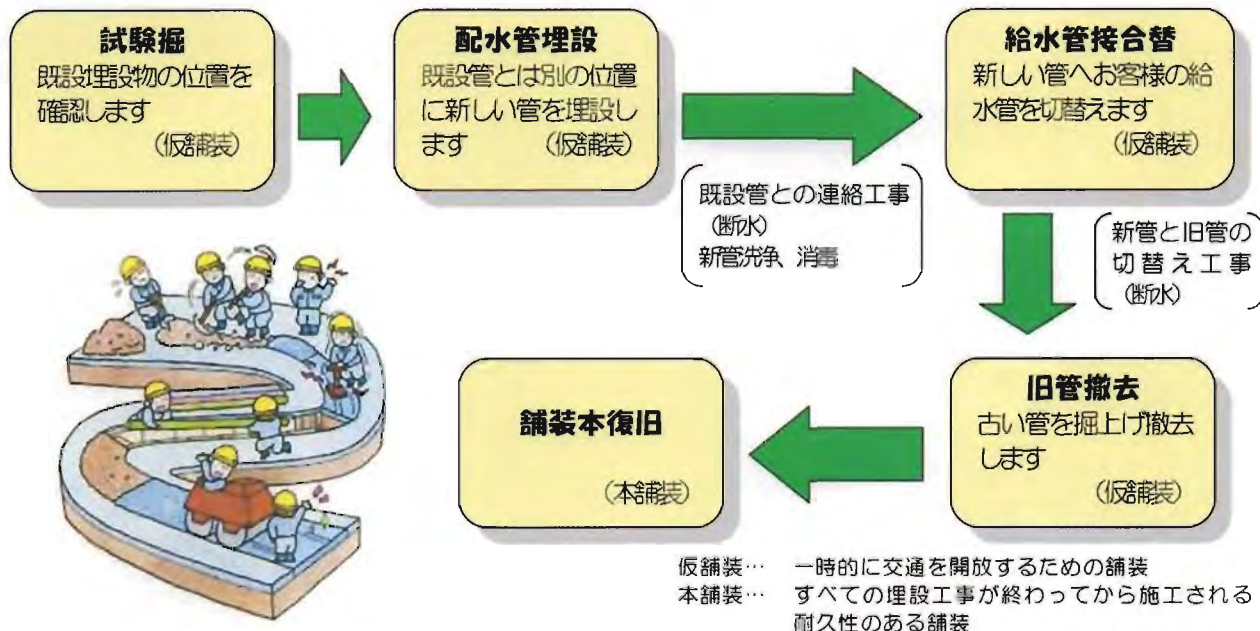 試験掘
既設埋設物の位置を
確認します
(仮舗装)
配水管埋設
既設管とは別の位置
に新しい管を埋設し
ます (仮舗装)
既設管との連絡工事
(断水)
新管洗浄、消毒
給水管接合替
新しい管へお客様の給
水管を切替えます
(仮舗装)
新管と旧管の
切替え工事
(断水)
旧管撤去
古い管を掘上げ撤去
します
(仮舗装)
舗装本復旧
(本舗装)
仮舗装… 一時的に交通を開放するための舗装
本舗装… すべての埋設工事が終わってから施工される
耐久性のある舗装